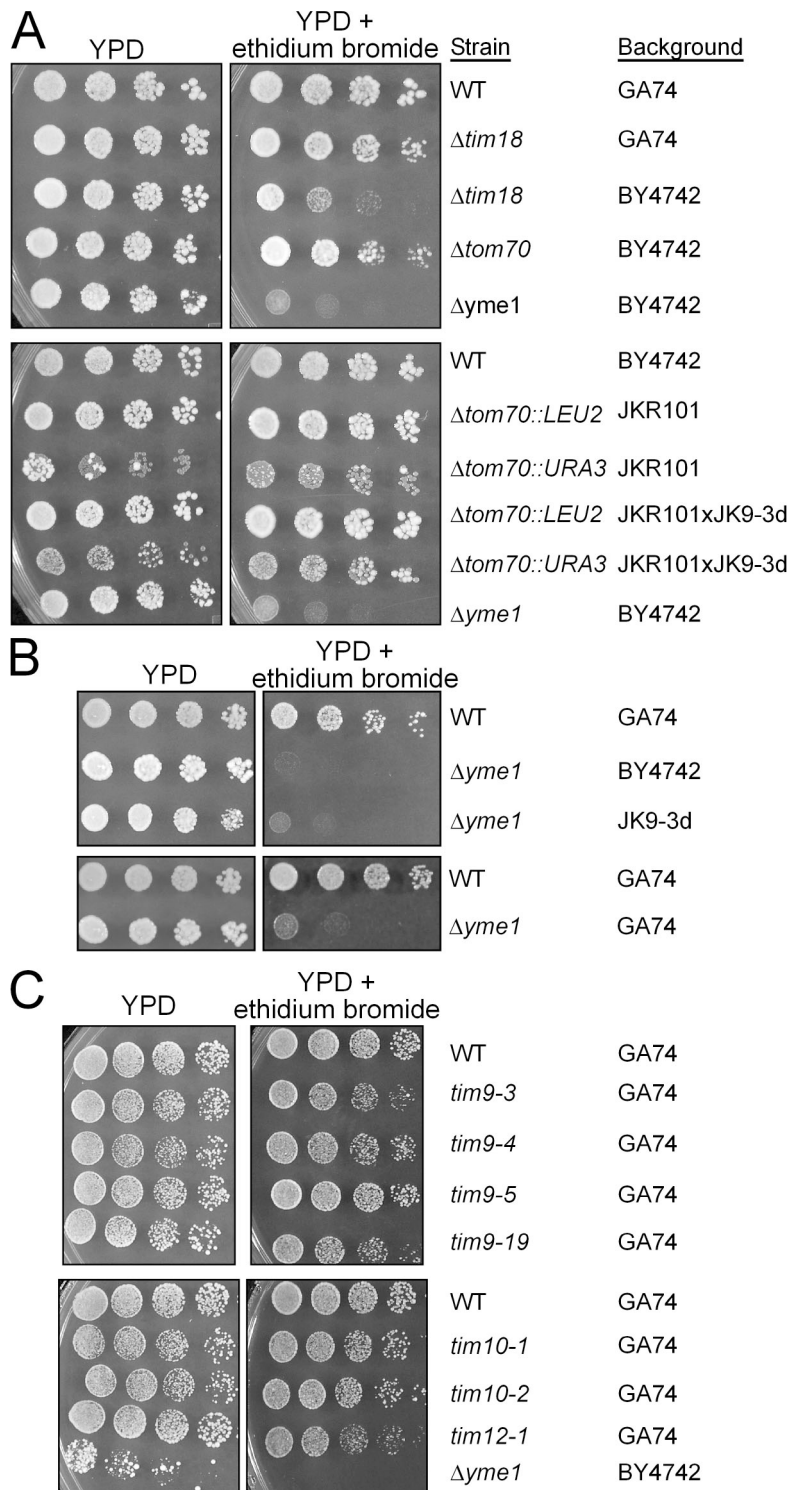 A
YPD
YPD +
ethidium bromide
Strain
Background
WT GA74
Δtim18 GA74
Δtim18 BY4742
Δtom70 BY4742
Δyme1 BY4742
WT BY4742
Δtom70::LEU2 JKR101
Δtom70::URA3 JKR101
Δtom70::LEU2 JKR101xJK9-3d
Δtom70::URA3 JKR101xJK9-3d
Δyme1 BY4742
B
YPD
YPD +
ethidium bromide
WT GA74
Δyme1 BY4742
Δyme1 JK9-3d
WT GA74
Δyme1 GA74
C
YPD
YPD +
ethidium bromide
WT GA74
tim9-3 GA74
tim9-4 GA74
tim9-5 GA74
tim9-19 GA74
WT GA74
tim10-1 GA74
tim10-2 GA74
tim12-1 GA74
Δyme1 BY4742